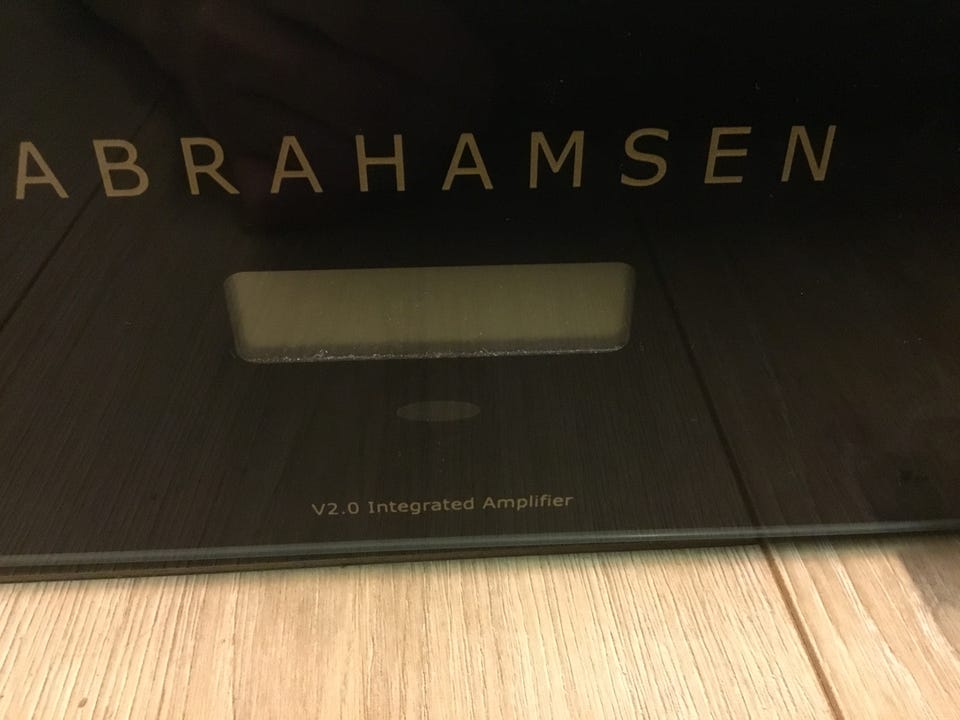 ABRAHAMSEN
V2.0 Integrated Amplifier